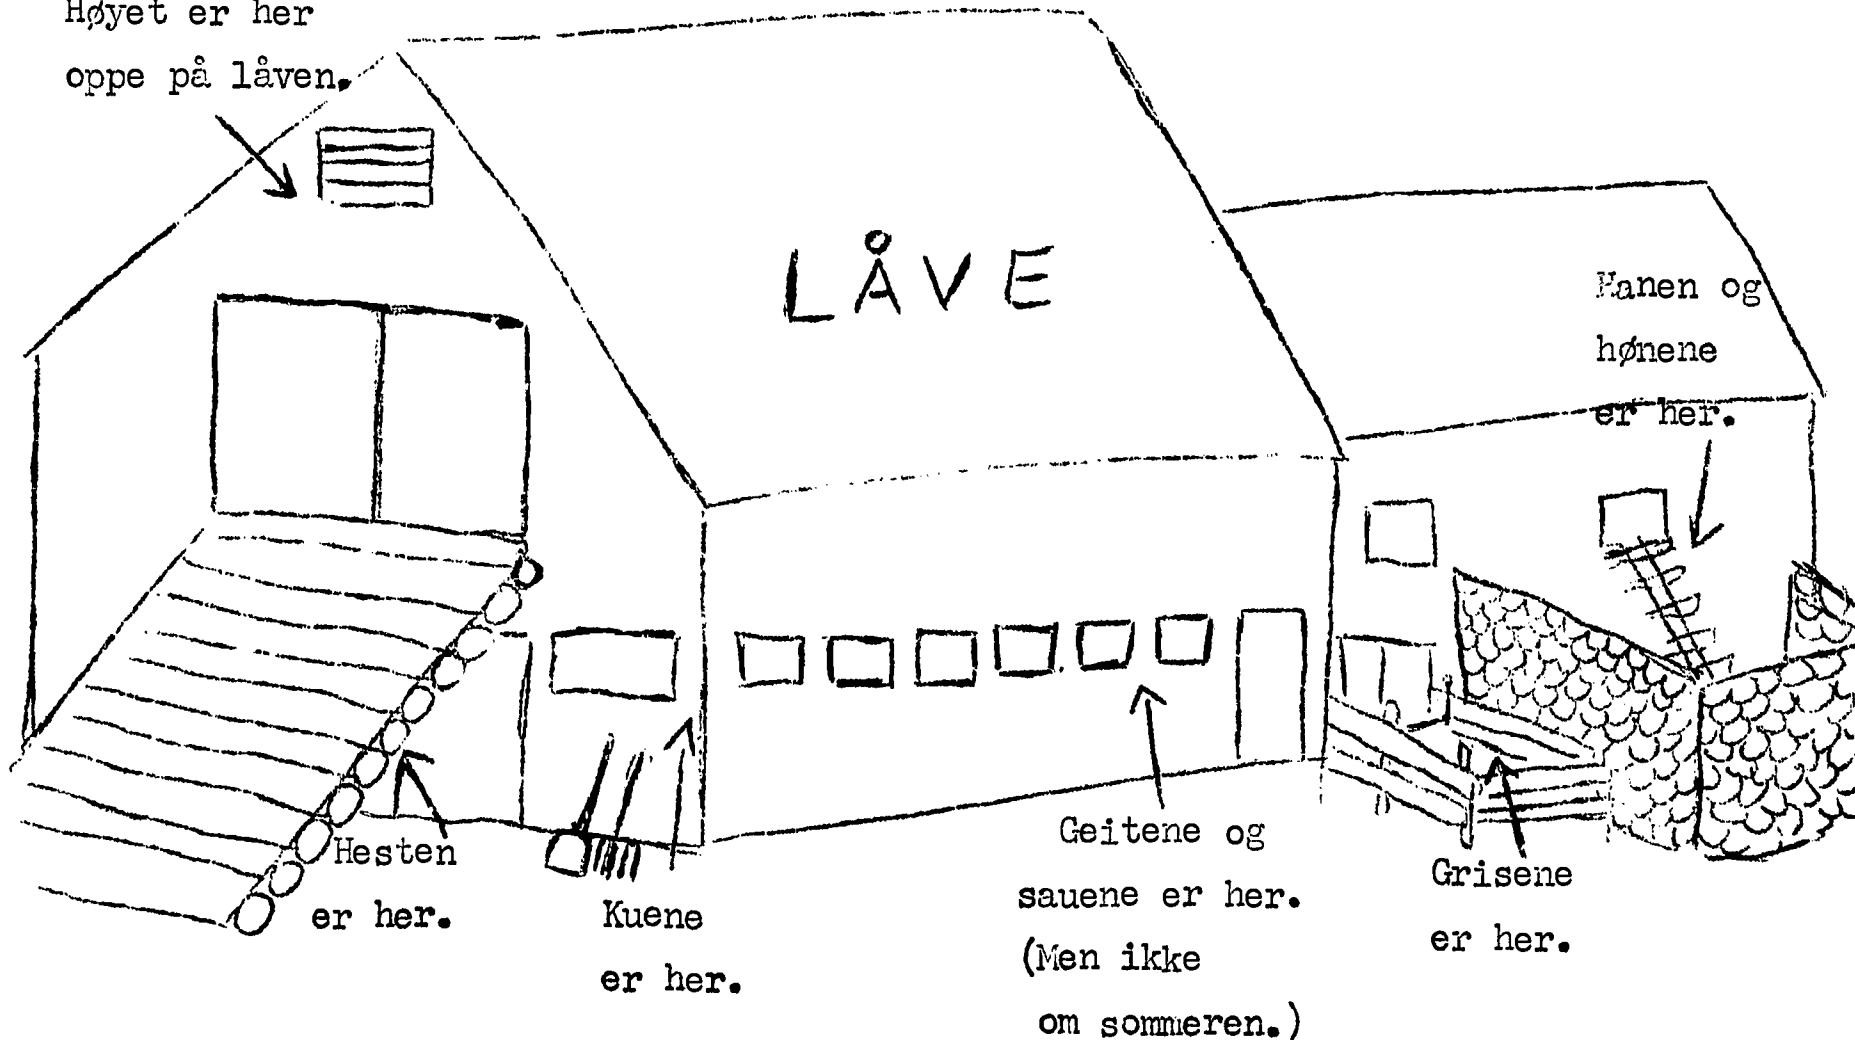 Høyet er her
oppe på låven.
LÅVE
Hanen og
hønene
er her.
Hesten
er her.
Kuene
er her.
Geitene og
sauene er her.
(Men ikke
om sommeren.)
Grisene
er her.